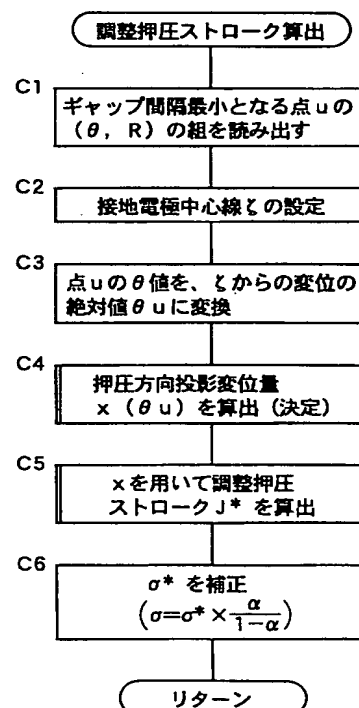 調整押圧ストローク算出
C1
ギャップ間隔最小となる点uの
(θ, R) の組を読み出す
C2
接地電極中心線ζの設定
C3
点uのθ値を、ζからの変位の
絶対値θuに変換
C4
押圧方向投影変位量
x (θu) を算出 (決定)
C5
xを用いて調整押圧
ストロークJ* を算出
C6
σ* を補正
(σ=σ*×α/1-α)
リターン